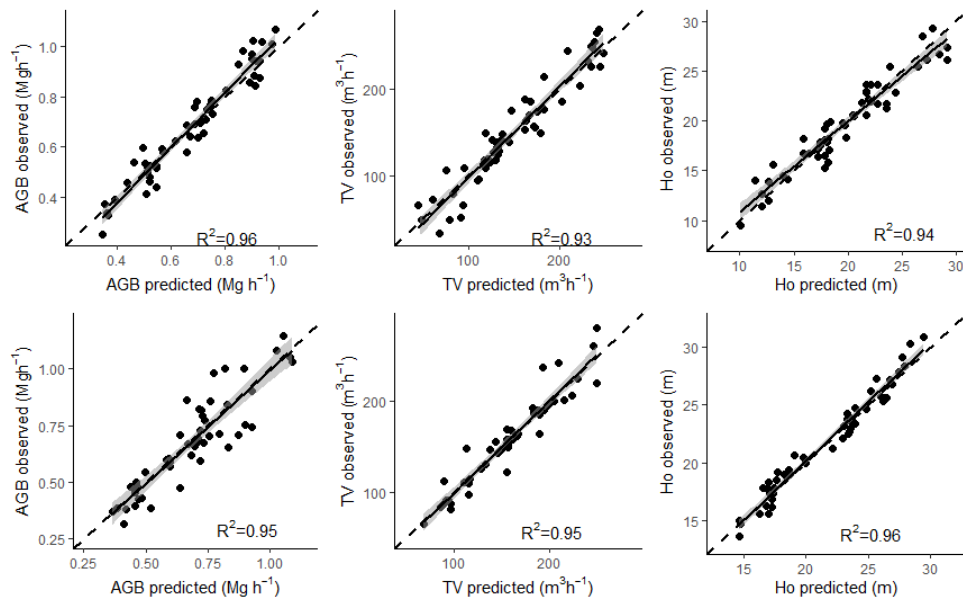 AGB observed (Mgh⁻¹)
1.0
0.8
0.6
0.4
R²=0.96
0.4 0.6 0.8 1.0
AGB predicted (Mg h⁻¹)
TV observed (m³h⁻¹)
200
100
R²=0.93
100 200
TV predicted (m³h⁻¹)
Ho observed (m)
30
25
20
15
10
R²=0.94
10 15 20 25 30
Ho predicted (m)
AGB observed (Mgh⁻¹)
1.00
0.75
0.50
0.25
R²=0.95
0.25 0.50 0.75 1.00
AGB predicted (Mg h⁻¹)
TV observed (m³h⁻¹)
200
100
R²=0.95
100 200
TV predicted (m³h⁻¹)
Ho observed (m)
30
25
20
15
R²=0.96
15 20 25 30
Ho predicted (m)